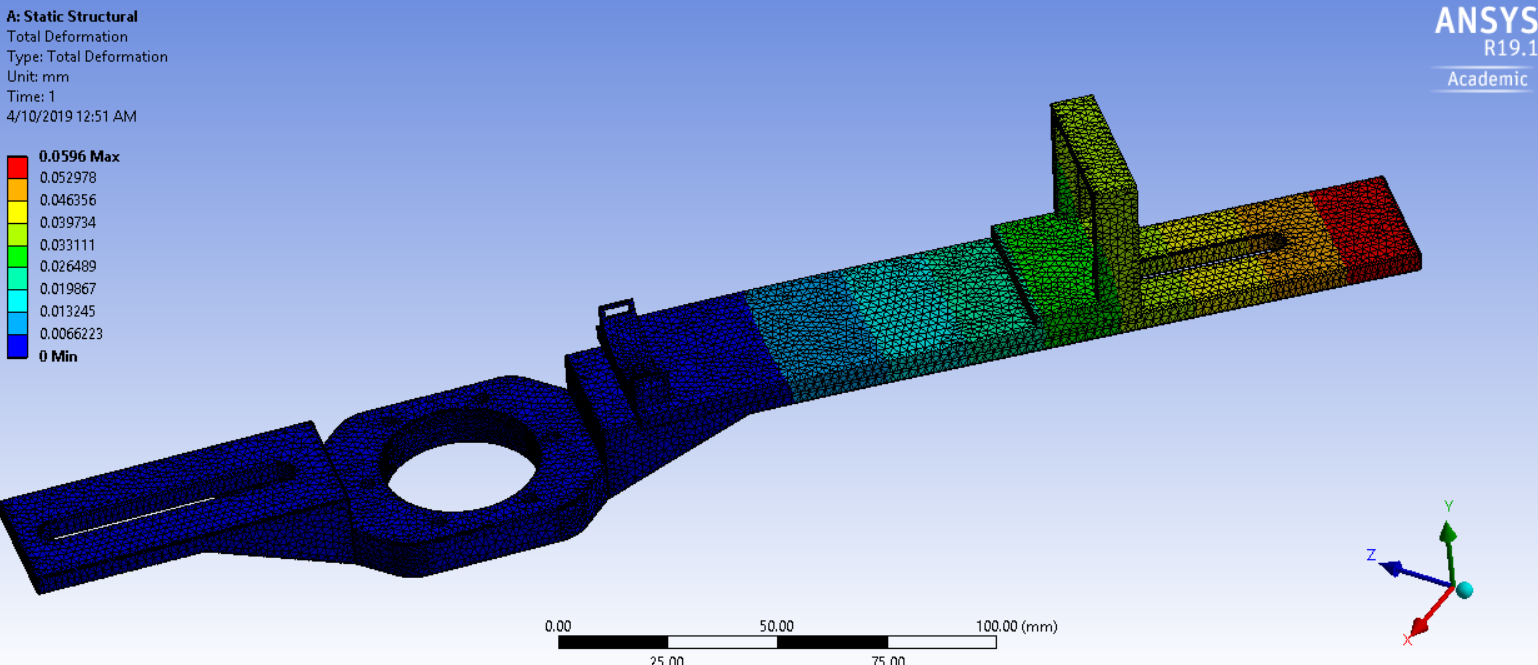 A: Static Structural
Total Deformation
Type: Total Deformation
Unit: mm
Time: 1
4/10/2019 12:51 AM
0.0596 Max
0.052978
0.046356
0.039734
0.033111
0.026489
0.019867
0.013245
0.0066223
0 Min
ANSYS
R19.1
Academic
0.00 50.00 100.00 (mm)
25.00 75.00
Y
Z
X